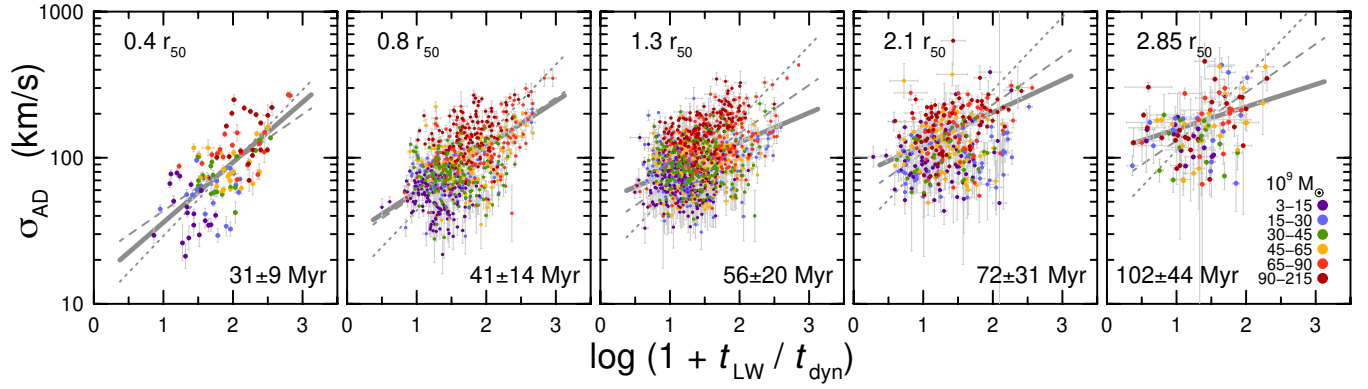 1000
100
10
σAD (km/s)
0.4 r50
0.8 r50
1.3 r50
2.1 r50
2.85 r50
31±9 Myr
41±14 Myr
56±20 Myr
72±31 Myr
102±44 Myr
10⁹ M⊙
3−15
15−30
30−45
45−65
65−90
90−215
0 1 2 3 0 1 2 3 0 1 2 3 0 1 2 3 0 1 2 3
log (1 + tLW / tdyn)